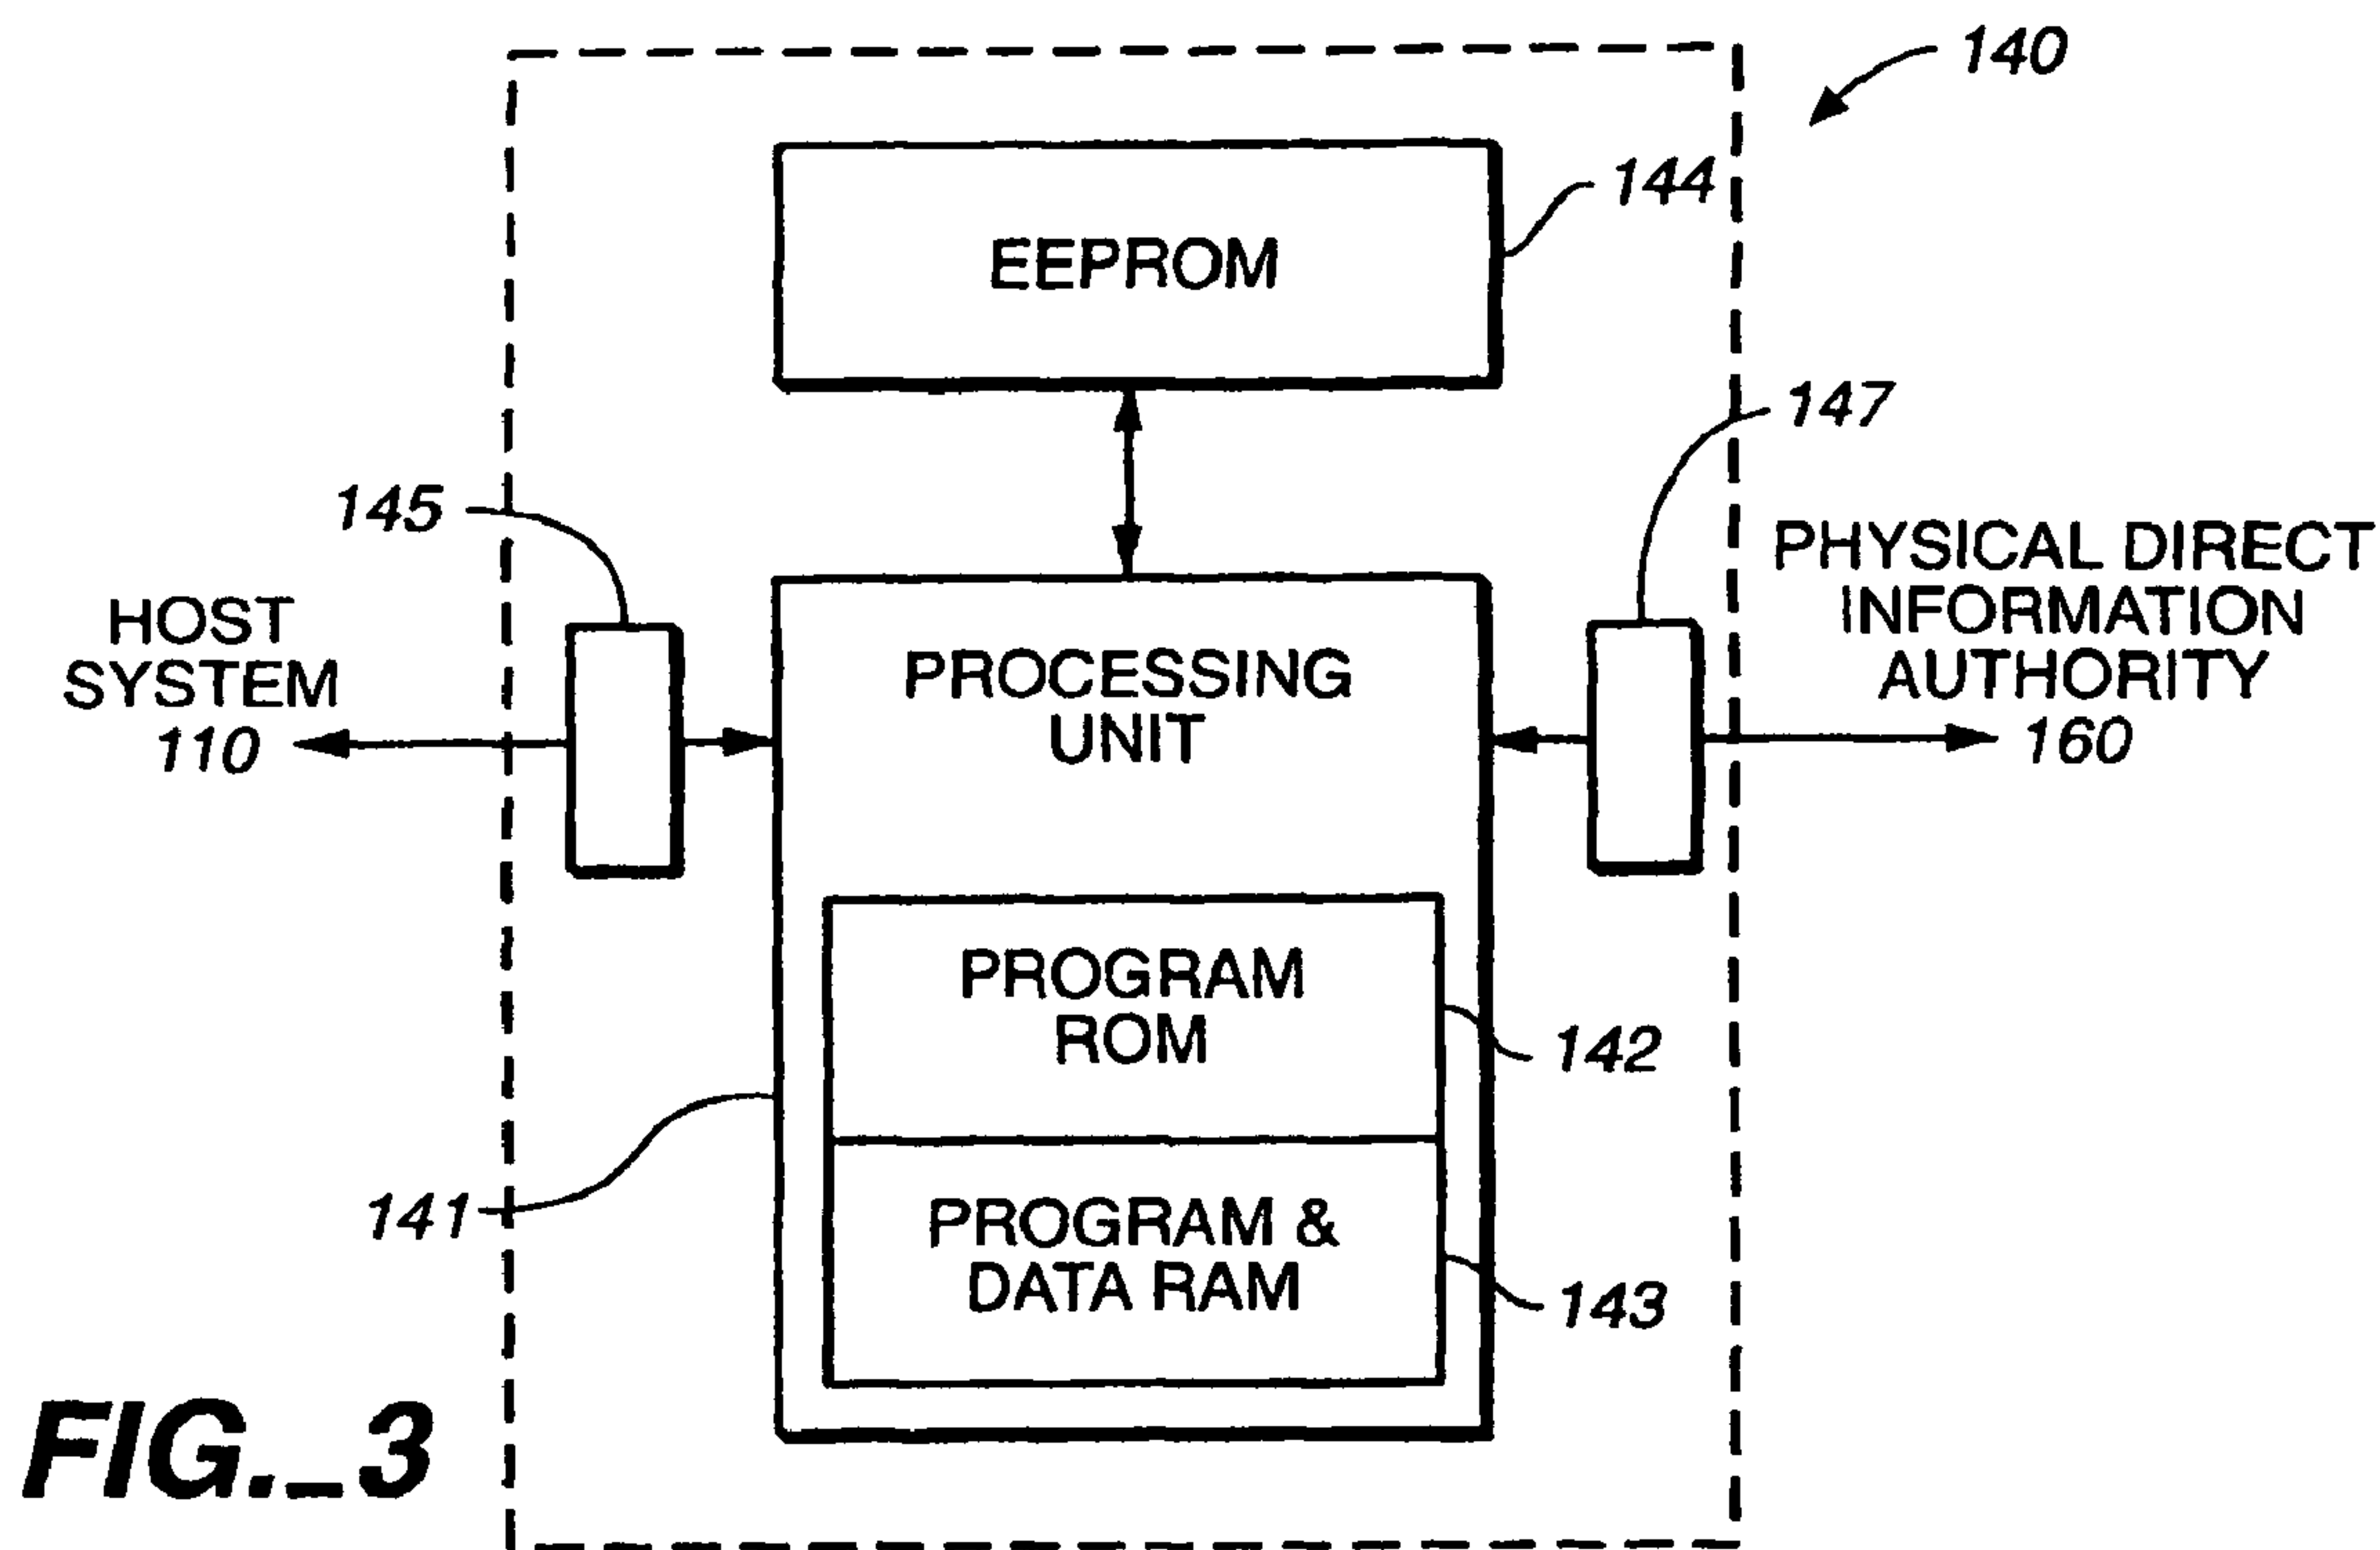 140
EEPROM
144
147
145
HOST
SYSTEM
110
PROCESSING
UNIT
PHYSICAL DIRECT
INFORMATION
AUTHORITY
160
PROGRAM
ROM
142
141
PROGRAM &
DATA RAM
143
FIG._3